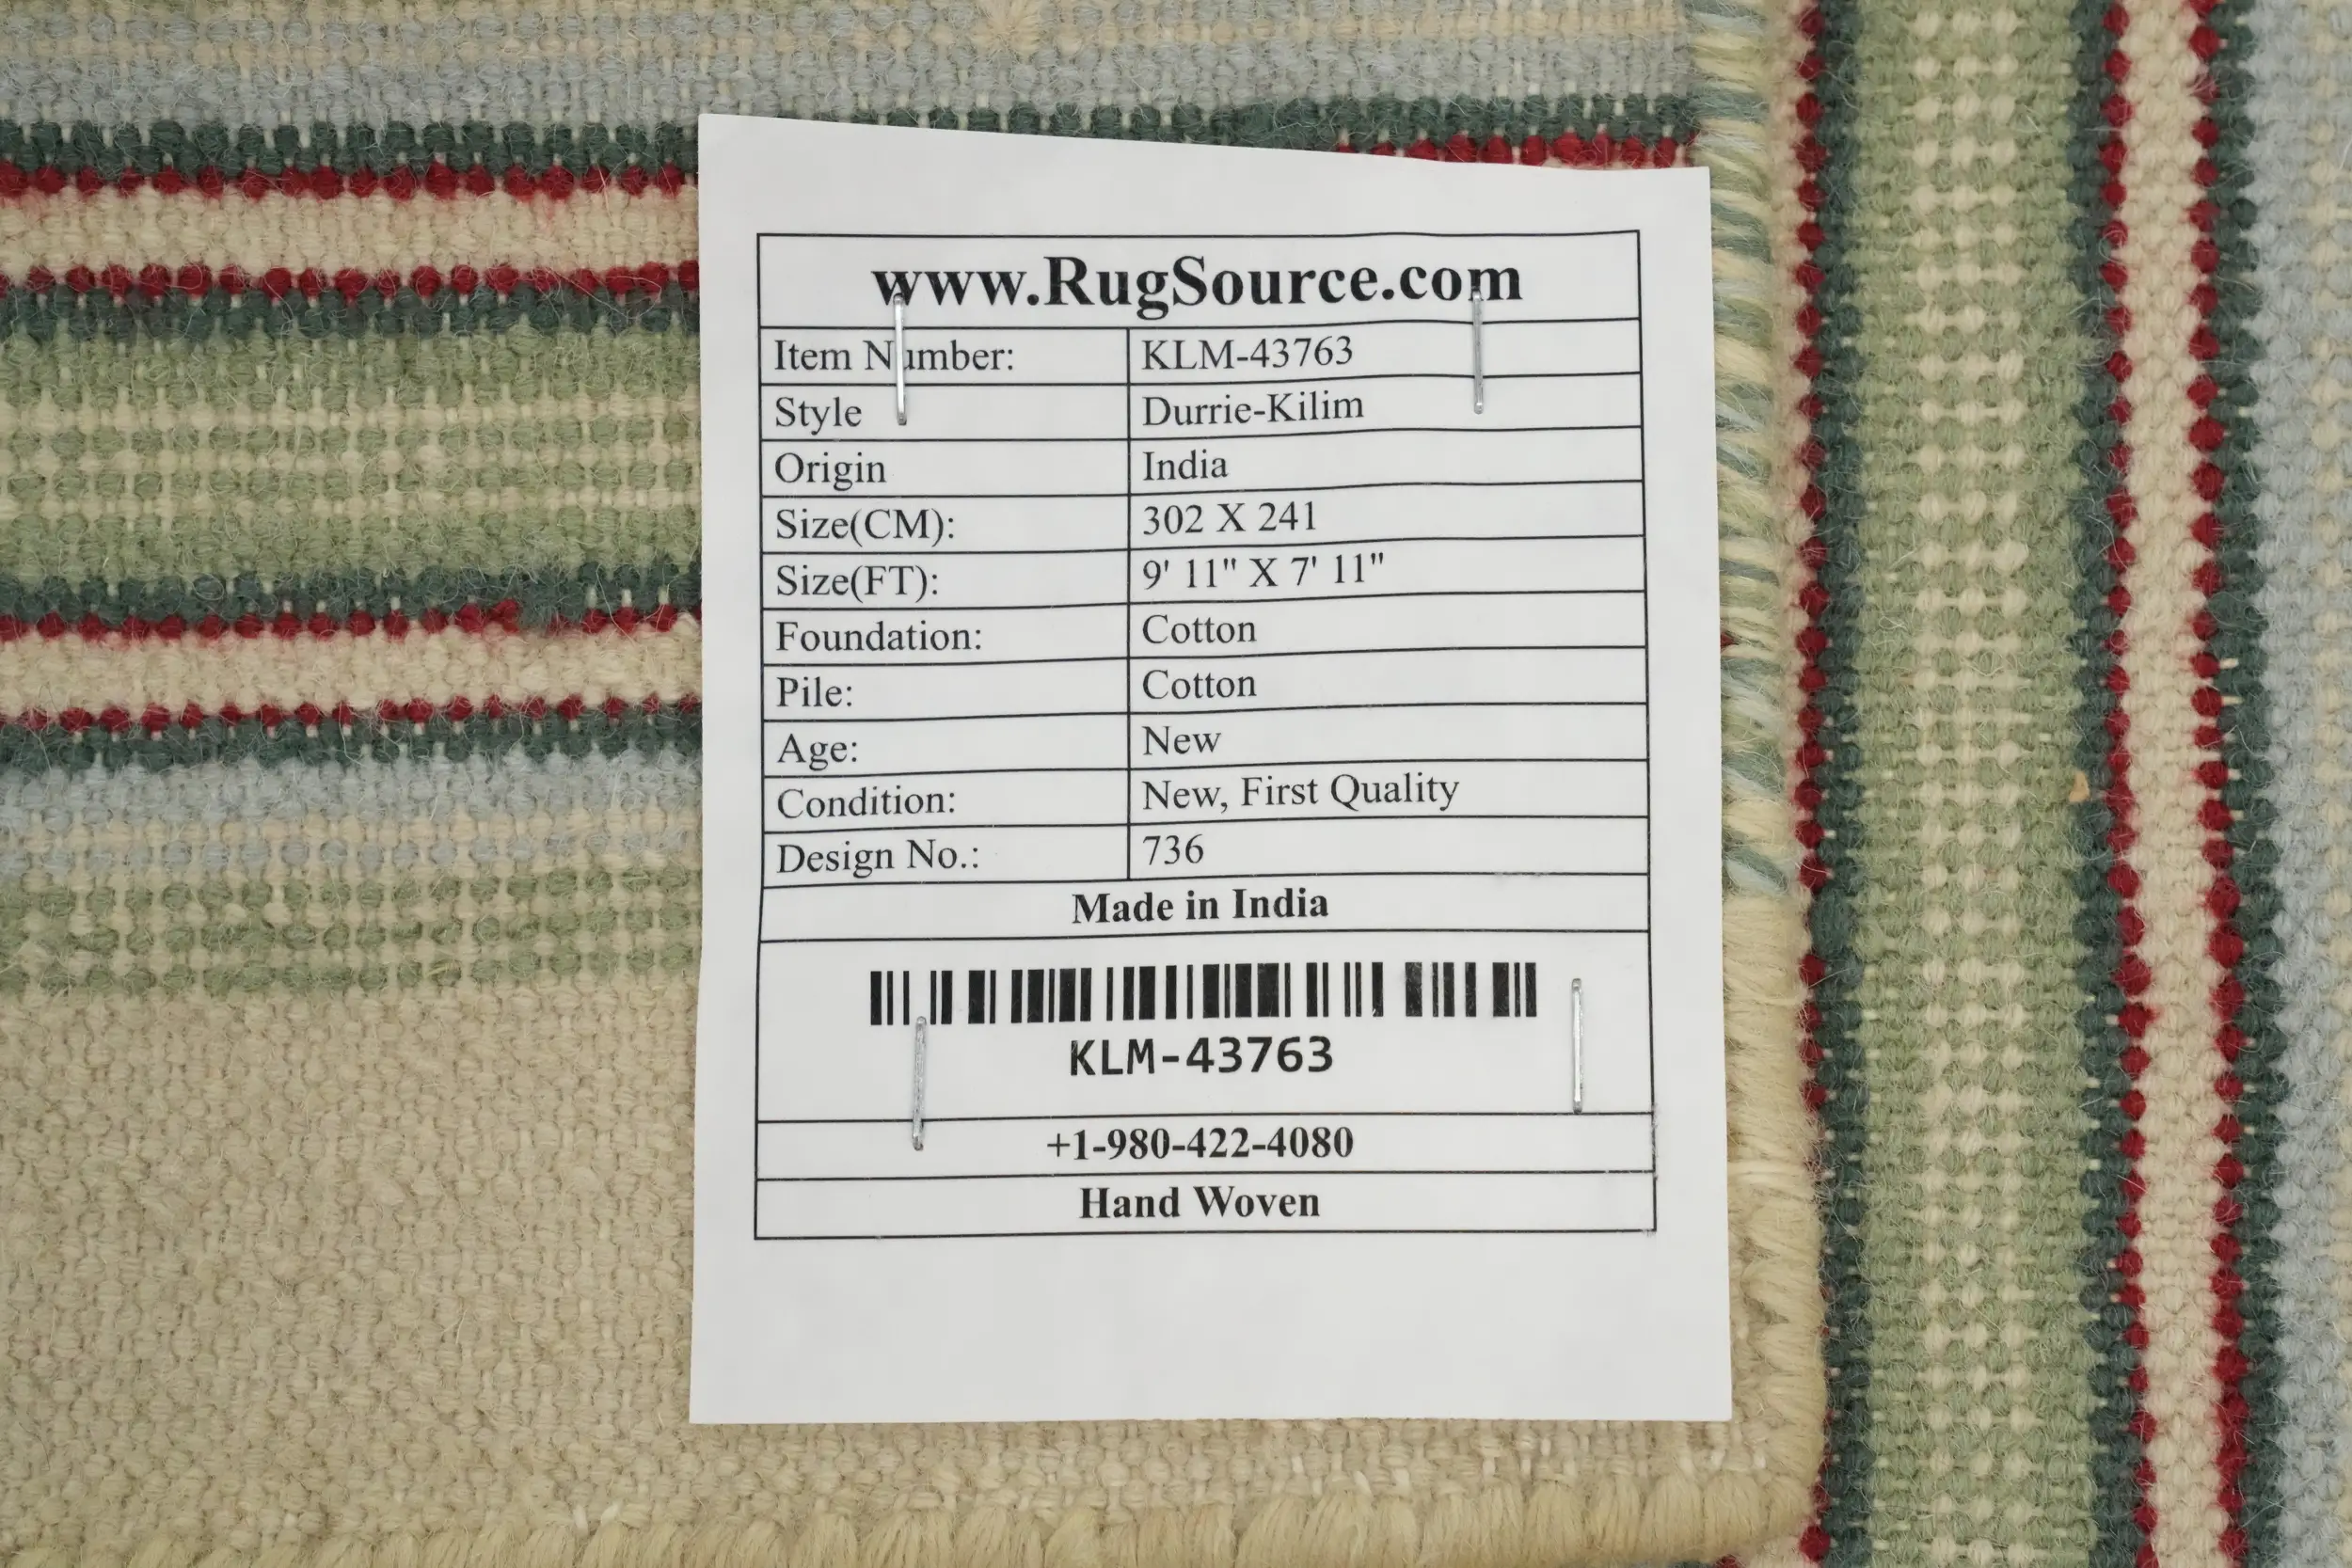 www.RugSource.com
Item Number: KLM-43763
Style Durrie-Kilim
Origin India
Size(CM): 302 X 241
Size(FT): 9' 11" X 7' 11"
Foundation: Cotton
Pile: Cotton
Age: New
Condition: New, First Quality
Design No.: 736
Made in India
KLM-43763
+1-980-422-4080
Hand Woven